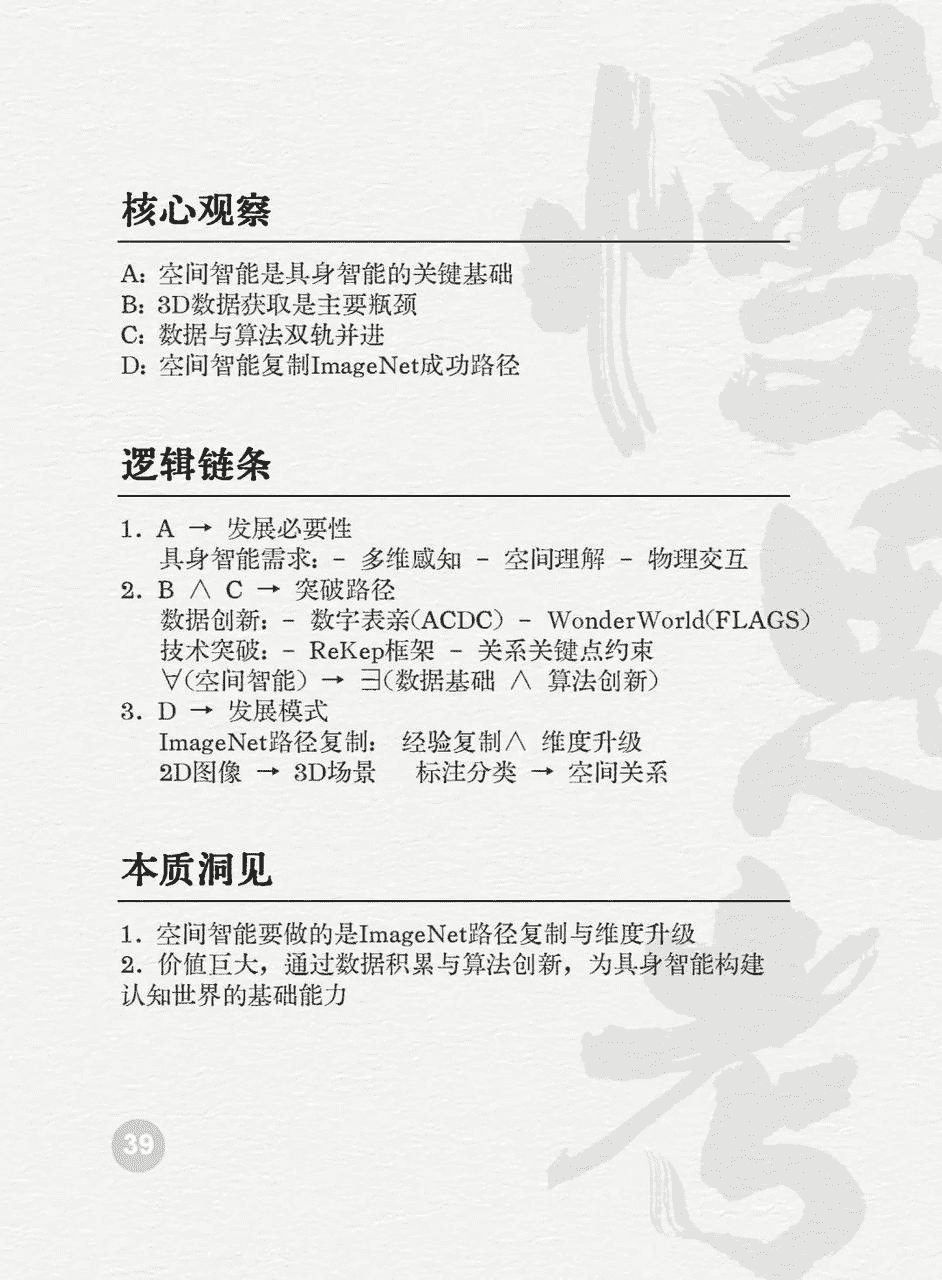 核心观察
A: 空间智能是具身智能的关键基础
B: 3D数据获取是主要瓶颈
C: 数据与算法双轨并进
D: 空间智能复制ImageNet成功路径
逻辑链条
1. A → 发展必要性
具身智能需求: - 多维感知 - 空间理解 - 物理交互
2. B ∧ C → 突破路径
数据创新: - 数字表亲(ACDC) - WonderWorld(FLAGS)
技术突破: - ReKep框架 - 关系关键点约束
∀(空间智能) → ∃(数据基础 ∧ 算法创新)
3. D → 发展模式
ImageNet路径复制: 经验复制∧ 维度升级
2D图像 → 3D场景 标注分类 → 空间关系
本质洞见
1. 空间智能要做的是ImageNet路径复制与维度升级
2. 价值巨大，通过数据积累与算法创新，为具身智能构建
认知世界的基础能力
39
慢思考